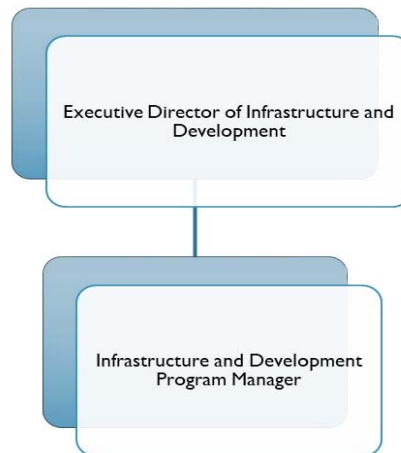 Executive Director of Infrastructure and
Development
Infrastructure and Development
Program Manager